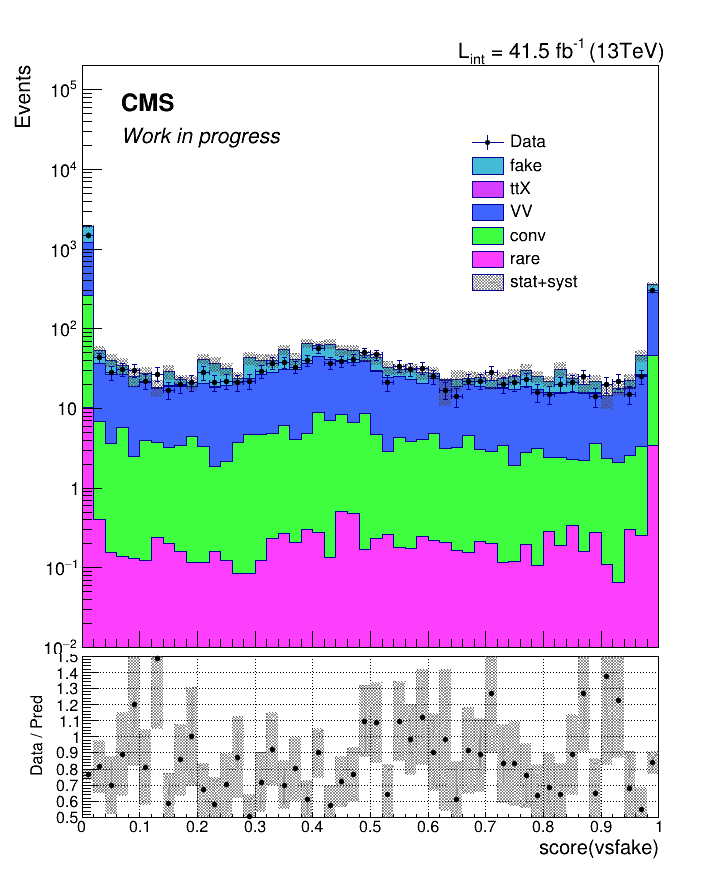 L_int = 41.5 fb^-1 (13TeV)
Events
CMS
Work in progress
Data
fake
ttX
VV
conv
rare
stat+syst
10^5
10^4
10^3
10^2
10
1
10^−1
10^−2
Data / Pred
1.5
1.4
1.3
1.2
1.1
1
0.9
0.8
0.7
0.6
0.5
0 0.1 0.2 0.3 0.4 0.5 0.6 0.7 0.8 0.9 1
score(vsfake)